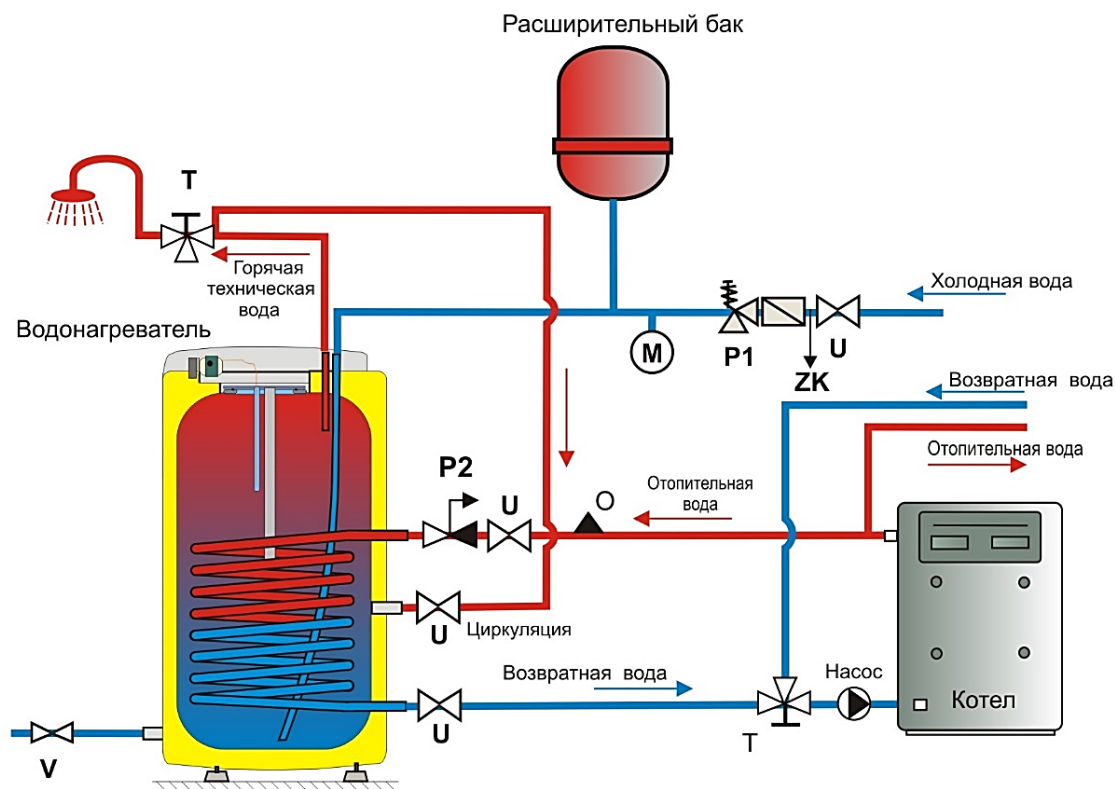 Расширительный бак
T
Горячая
техническая
вода
Холодная вода
Водонагреватель
M
P1
U
ZK
Возвратная вода
Отопительная вода
P2
U
O
Отопительная
вода
U
Циркуляция
Возвратная вода
Насос
Котел
U
T
V